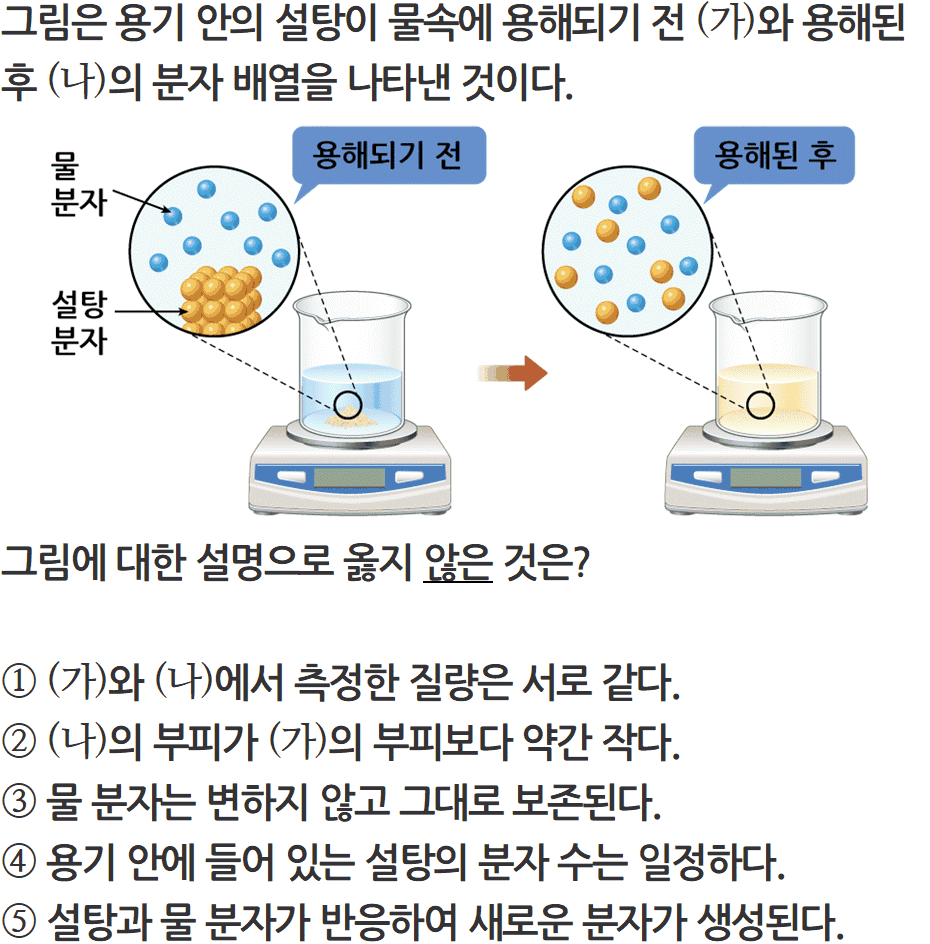 그림은 용기 안의 설탕이 물속에 용해되기 전 (가)와 용해된
후 (나)의 분자 배열을 나타낸 것이다.
용해되기 전
용해된 후
물
분자
설탕
분자
그림에 대한 설명으로 옳지 않은 것은?
① (가)와 (나)에서 측정한 질량은 서로 같다.
② (나)의 부피가 (가)의 부피보다 약간 작다.
③ 물 분자는 변하지 않고 그대로 보존된다.
④ 용기 안에 들어 있는 설탕의 분자 수는 일정하다.
⑤ 설탕과 물 분자가 반응하여 새로운 분자가 생성된다.